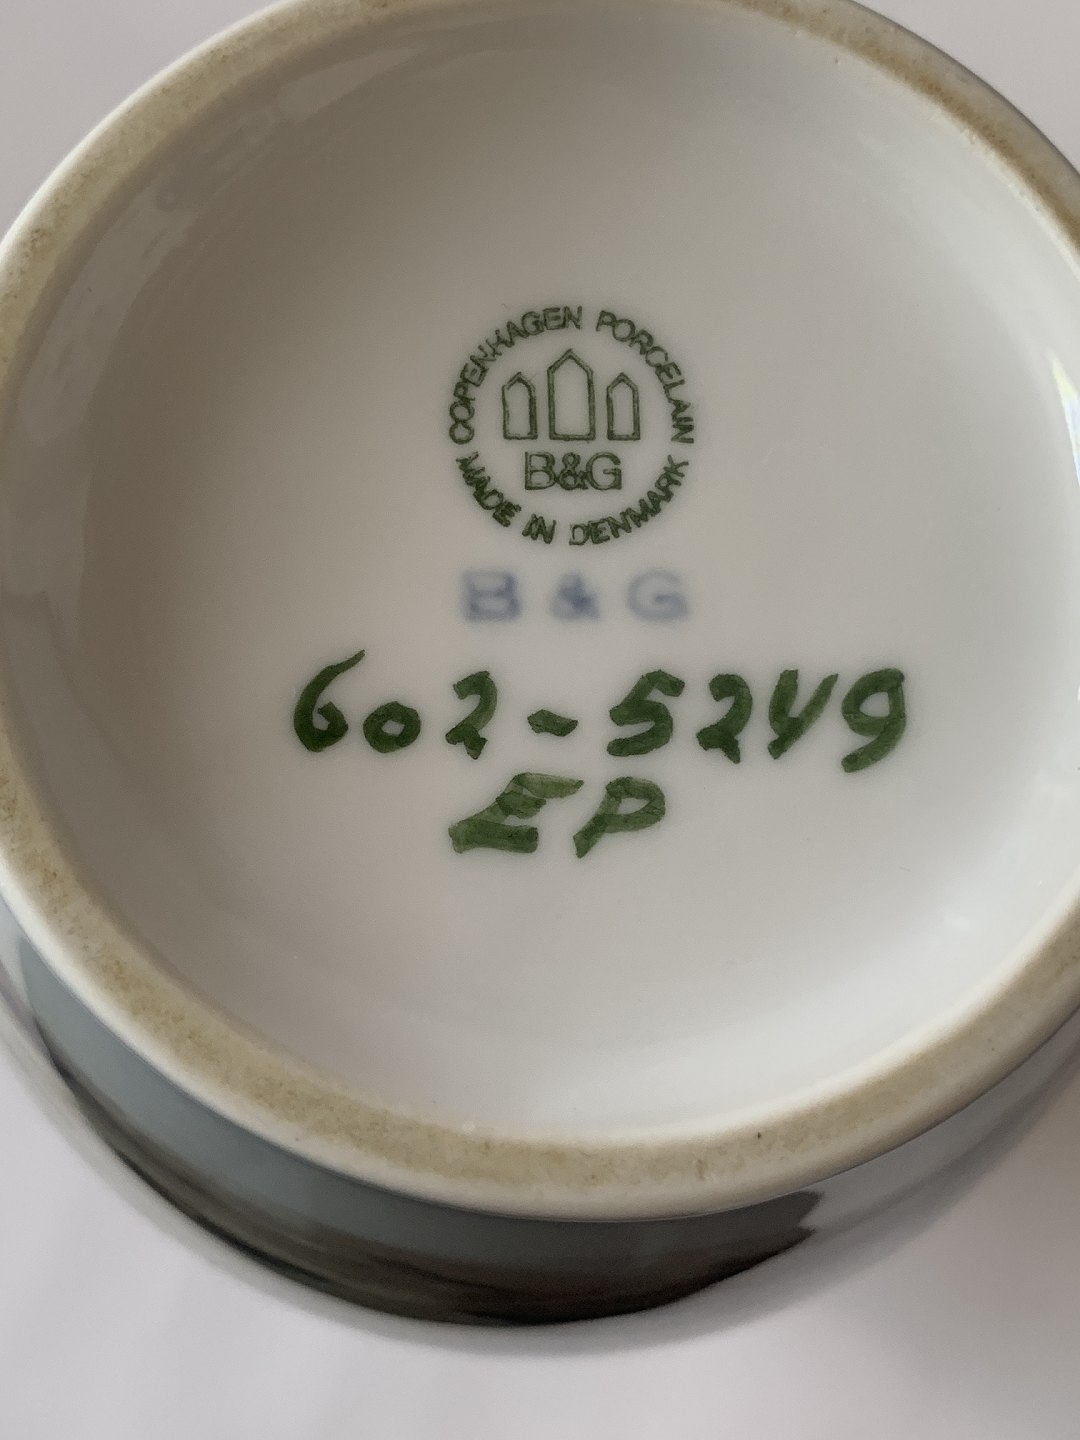 COPENHAGEN PORCELAIN
B&G
MADE IN DENMARK
B & G
602-5249
EP